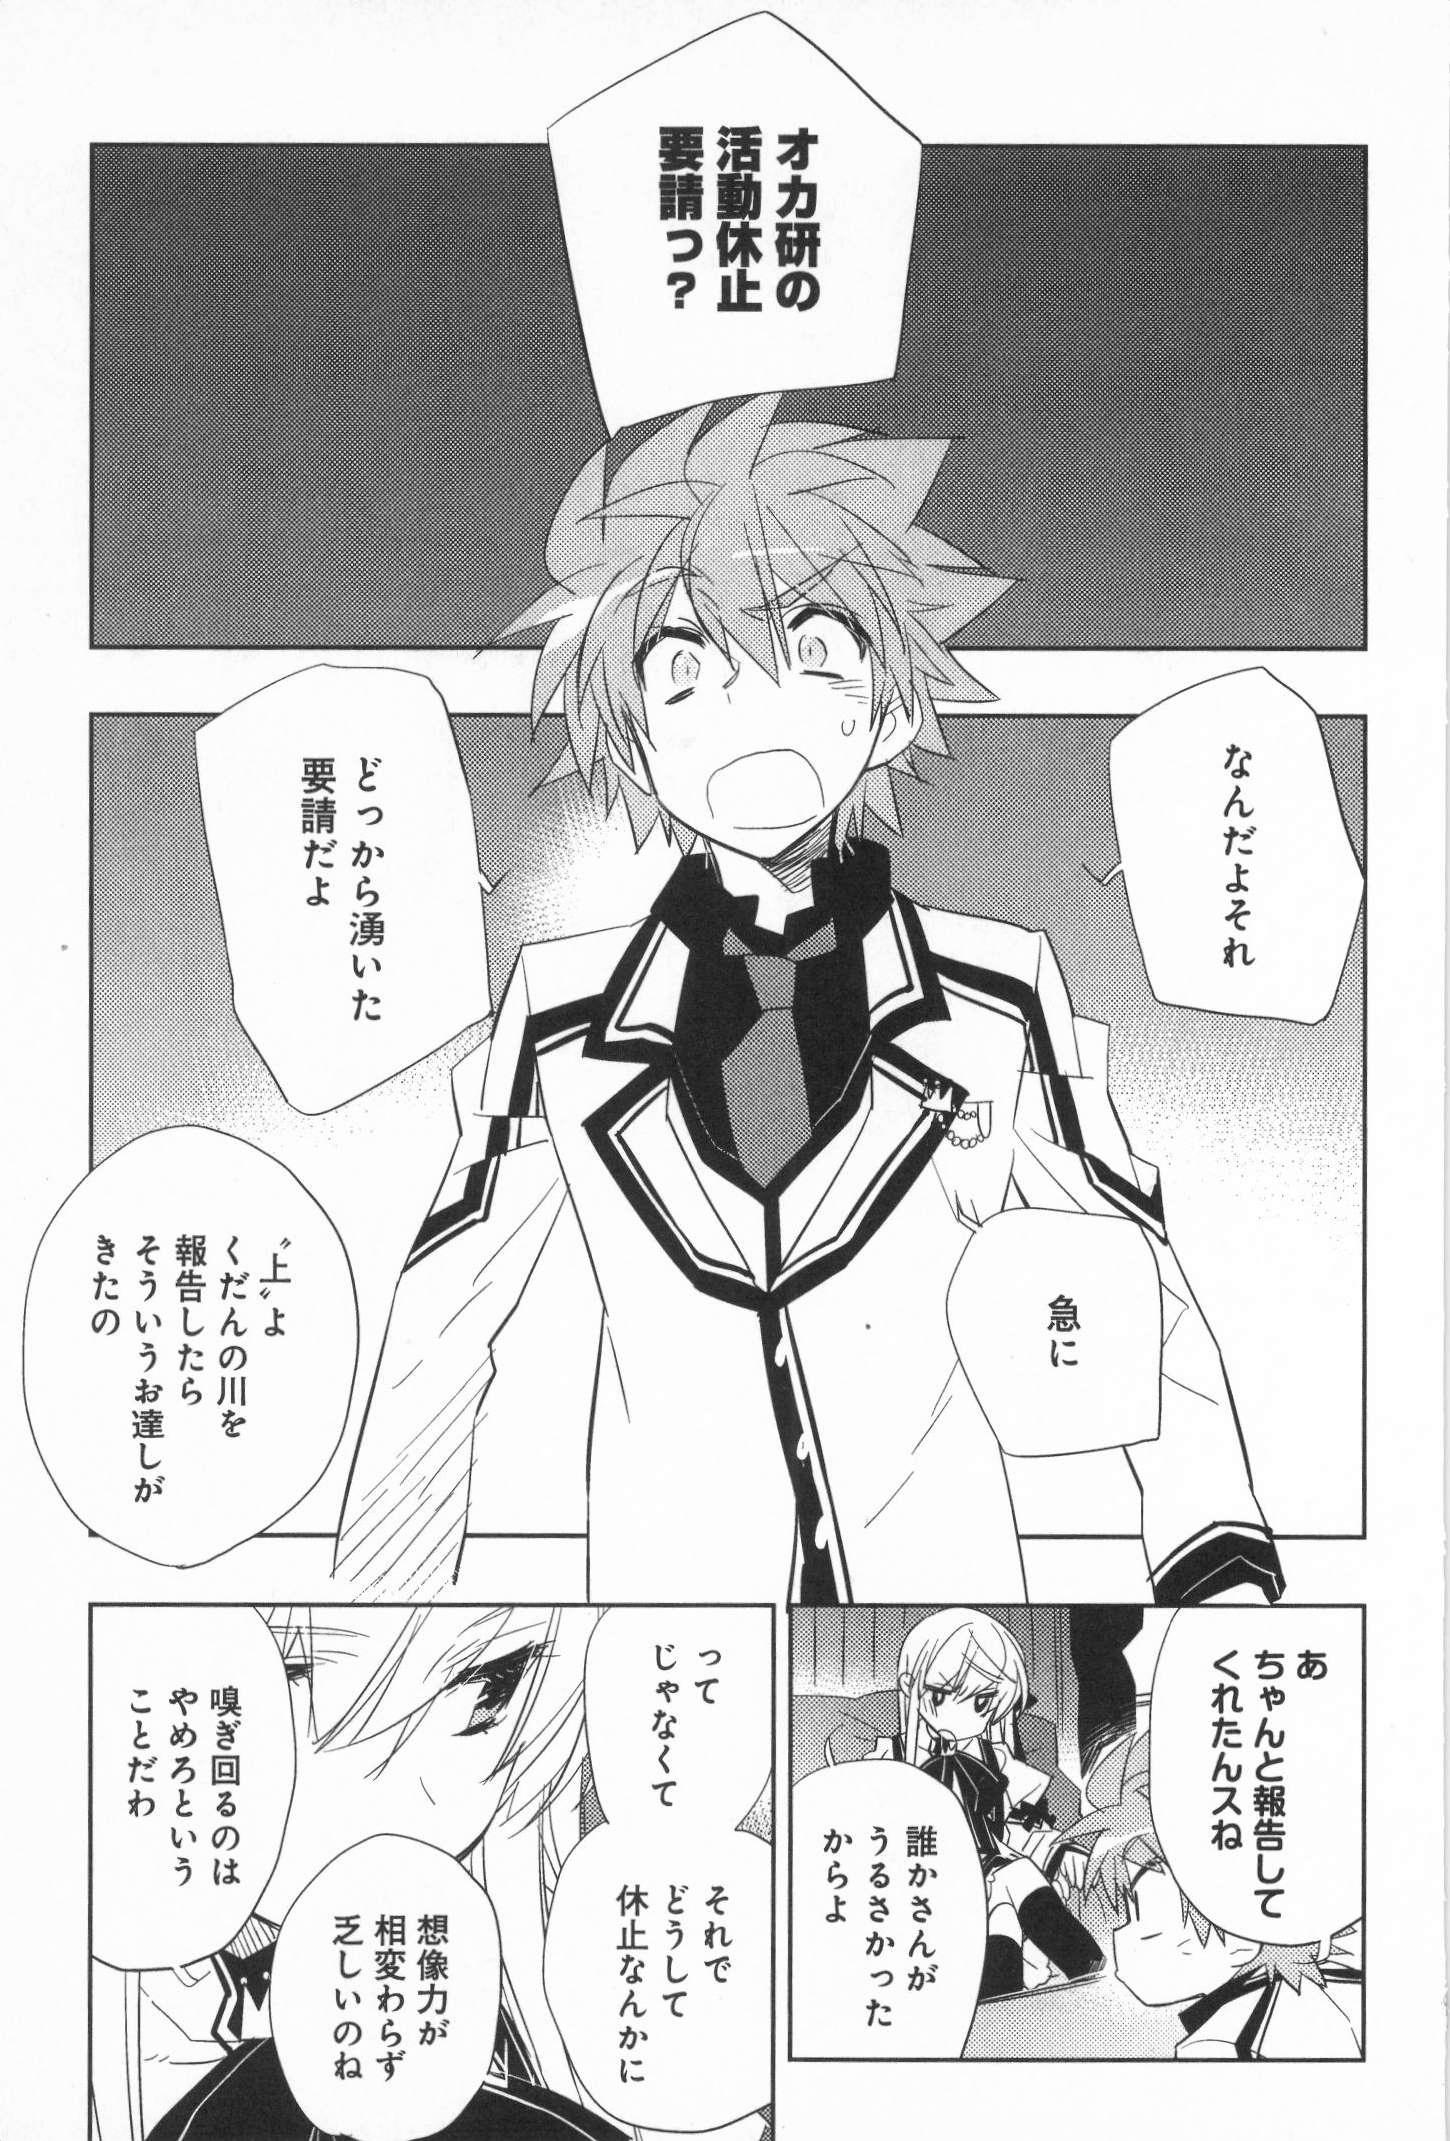 オカ研の
活動休止
要請っ？
なんだよそれ
急に
どっから湧いた
要請だよ
〝上〟よ
くだんの川を
報告したら
そういうお達しが
きたの
あ
ちゃんと報告して
くれたんスね
誰かさんが
うるさかった
からよ
って
じゃなくて
それで
どうして
休止なんかに
想像力が
相変わらず
乏しいのね
嗅ぎ回るのは
やめろという
ことだわ